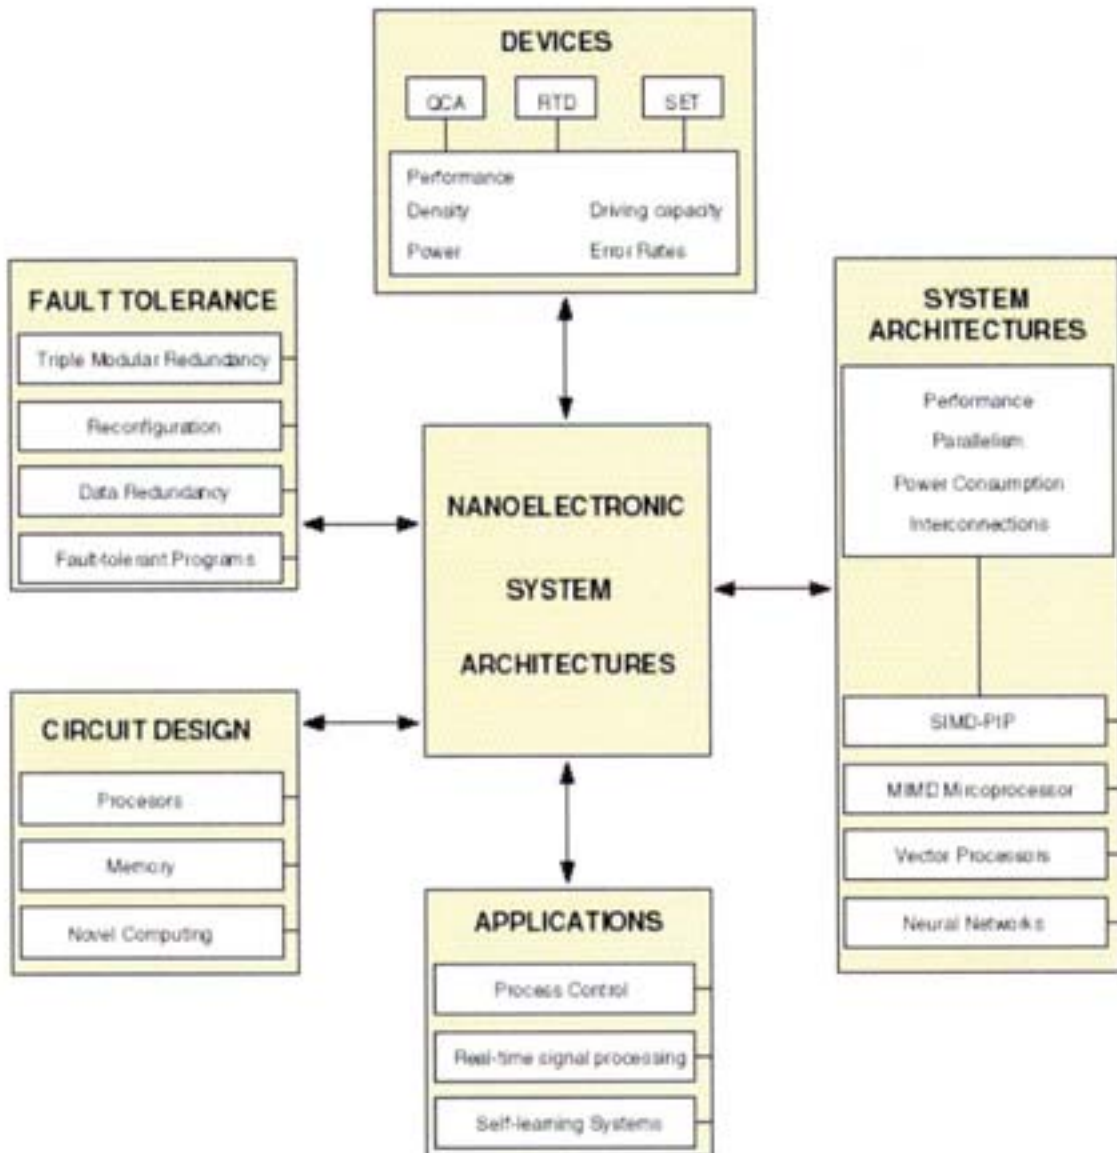 DEVICES
QCA RTD SET
Performance
Density Driving capacity
Power Error Rates
FAULT TOLERANCE
Triple Modular Redundancy
Reconfiguration
Data Redundancy
Fault-tolerant Programs
SYSTEM
ARCHITECTURES
Performance
Parallelism
Power Consumption
Interconnections
SIMD-PIP
MIMD Mircoprocessor
Vector Processors
Neural Networks
NANOELECTRONIC
SYSTEM
ARCHITECTURES
CIRCUIT DESIGN
Procesors
Memory
Novel Computing
APPLICATIONS
Process Control
Real-time signal processing
Self-learning Systems